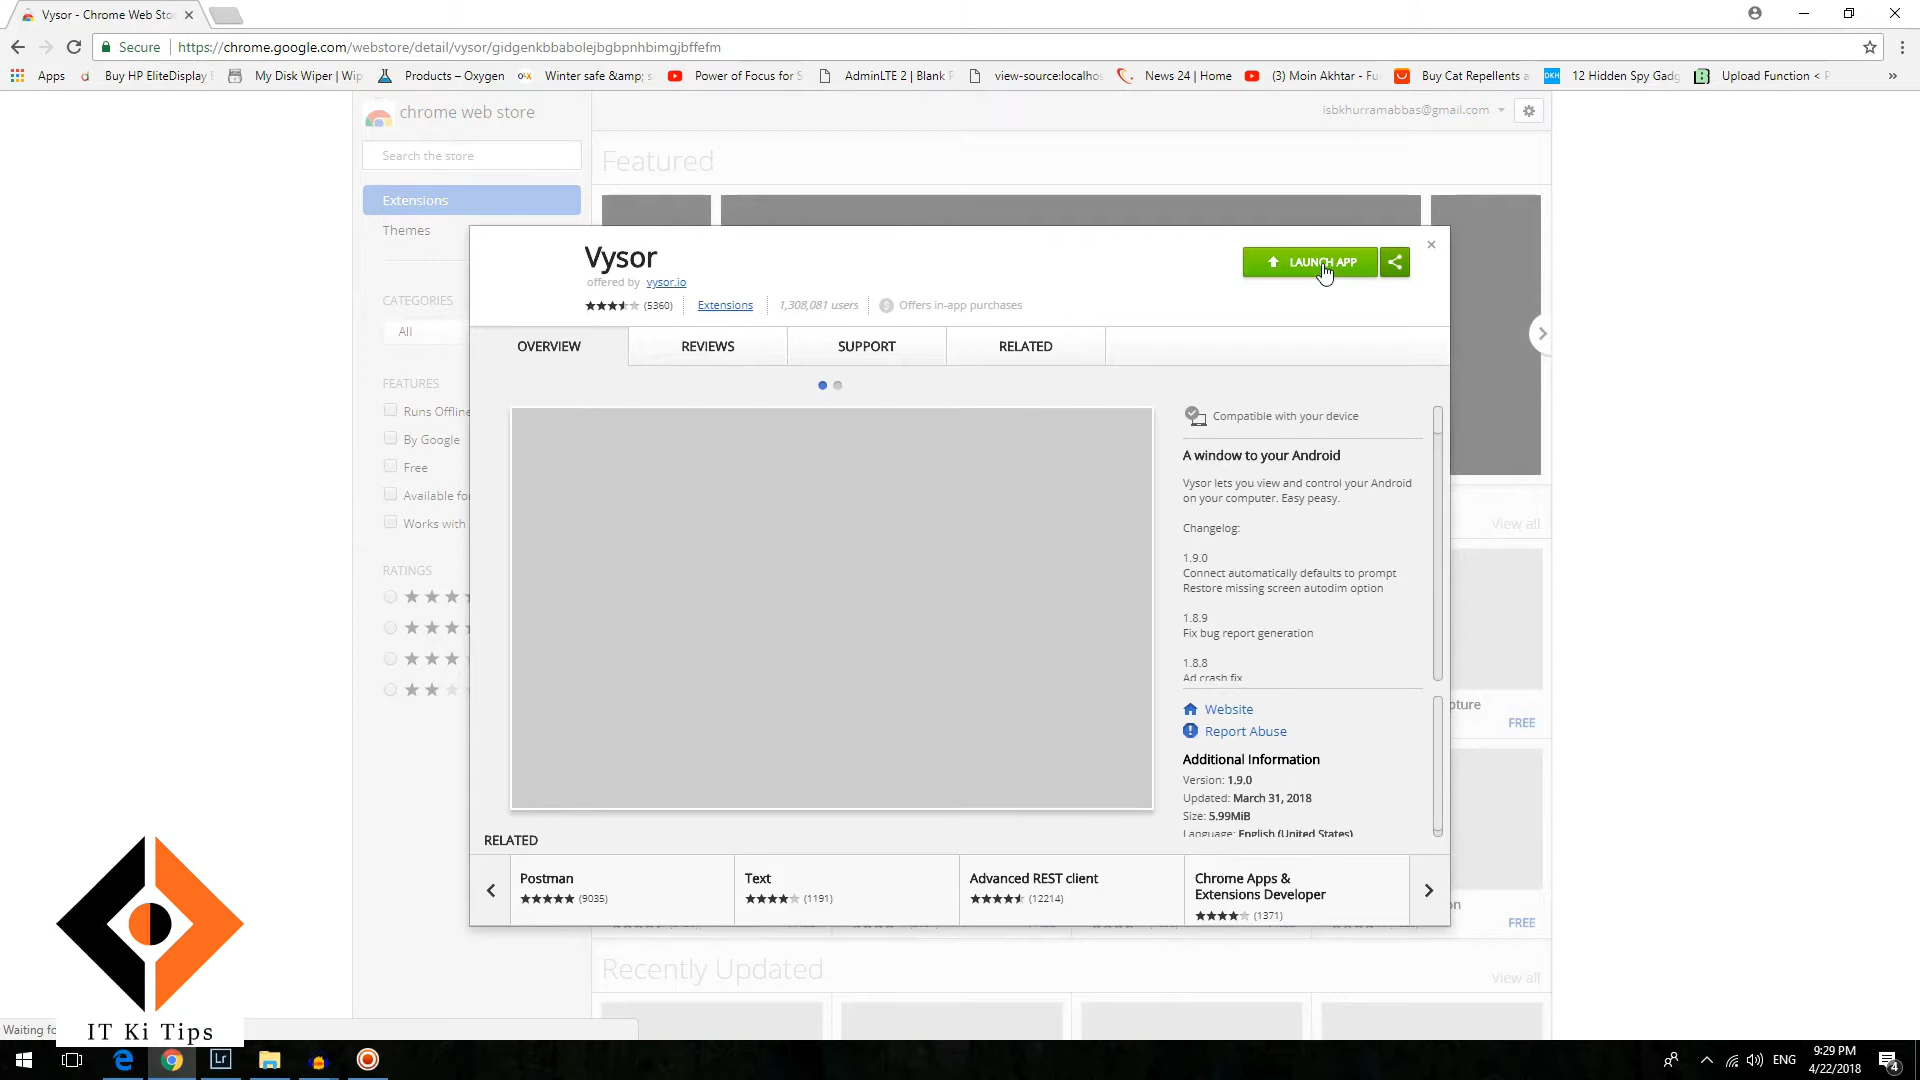 Vysor - Chrome Web Sto
Secure
https://chrome.google.com/webstore/detail/vysor/gidgenkbbabolejbgbpnhbimgjbffefm
Apps
Buy HP EliteDisplay
My Disk Wiper | Wip
Products – Oxygen
Winter safe &amp; s
Power of Focus for S
AdminLTE 2 | Blank P
view-source:localhos
News 24 | Home
(3) Moin Akhtar - Fu
Buy Cat Repellents a
12 Hidden Spy Gadg
Upload Function < P
»
chrome web store
isbkhurramabbas@gmail.com
Search the store
Featured
Extensions
Themes
CATEGORIES
All
FEATURES
Runs Offline
By Google
Free
Available fo
Works with
RATINGS
Vysor
LAUNCH APP
offered by vysor.io
(5360)
Extensions
1,308,081 users
Offers in-app purchases
OVERVIEW
REVIEWS
SUPPORT
RELATED
Compatible with your device
A window to your Android
Vysor lets you view and control your Android
on your computer. Easy peasy.
Changelog:
1.9.0
Connect automatically defaults to prompt
Restore missing screen autodim option
1.8.9
Fix bug report generation
1.8.8
Ad crash fix
Website
Report Abuse
Additional Information
Version: 1.9.0
Updated: March 31, 2018
Size: 5.99MiB
Language: English (United States)
RELATED
Postman
(9035)
Text
(1191)
Advanced REST client
(12214)
Chrome Apps &
Extensions Developer
(1371)
View all
pture
FREE
on
FREE
Recently Updated
View all
Waiting fo
IT Ki Tips
Lr
ENG
9:29 PM
4/22/2018
4